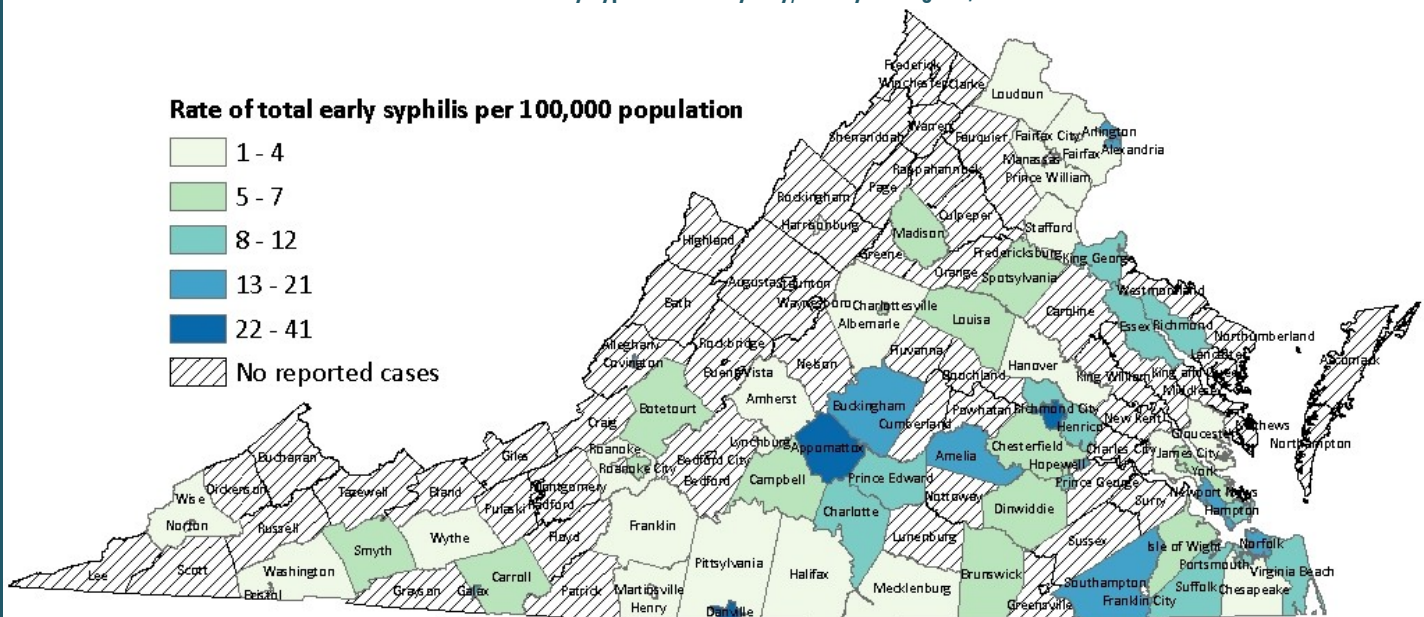 Rate of total early syphilis per 100,000 population
1 - 4
5 - 7
8 - 12
13 - 21
22 - 41
No reported cases
Frederick
Winchester
Clarke
Loudoun
Shenandoah
Warren
Fauquier
Fairfax City
Arlington
Alexandria
Fairfax
Manassas
Prince William
Rappahannock
Page
Rockingham
Harrisonburg
Culpeper
Stafford
Madison
Highland
Greene
Fredericksburg
King George
Orange
Spotsylvania
Augusta
Staunton
Westmoreland
Bath
Waynesboro
Charlottesville
Albemarle
Louisa
Caroline
Essex
Richmond
Northumberland
Lancaster
Alleghany
Covington
Rockbridge
Buena Vista
Nelson
Fluvanna
Goochland
Hanover
King William
King and Queen
Middlesex
Accomack
Amherst
Botetourt
Buckingham
Cumberland
Powhatan
Richmond City
Henrico
New Kent
Mathews
Gloucester
Northampton
Craig
Roanoke
Lynchburg
Appomattox
Amelia
Chesterfield
Charles City
James City
Hopewell
York
Buchanan
Giles
Roanoke City
Bedford City
Bedford
Campbell
Prince Edward
Prince George
Wise
Dickenson
Tazewell
Bland
Montgomery
Radford
Pulaski
Nottoway
Surry
Newport News
Hampton
Norton
Russell
Franklin
Charlotte
Dinwiddie
Smyth
Wythe
Floyd
Lunenburg
Sussex
Isle of Wight
Norfolk
Lee
Scott
Washington
Pittsylvania
Halifax
Portsmouth
Virginia Beach
Bristol
Grayson
Galax
Carroll
Patrick
Martinsville
Henry
Danville
Mecklenburg
Brunswick
Greensville
Southampton
Franklin City
Suffolk
Chesapeake